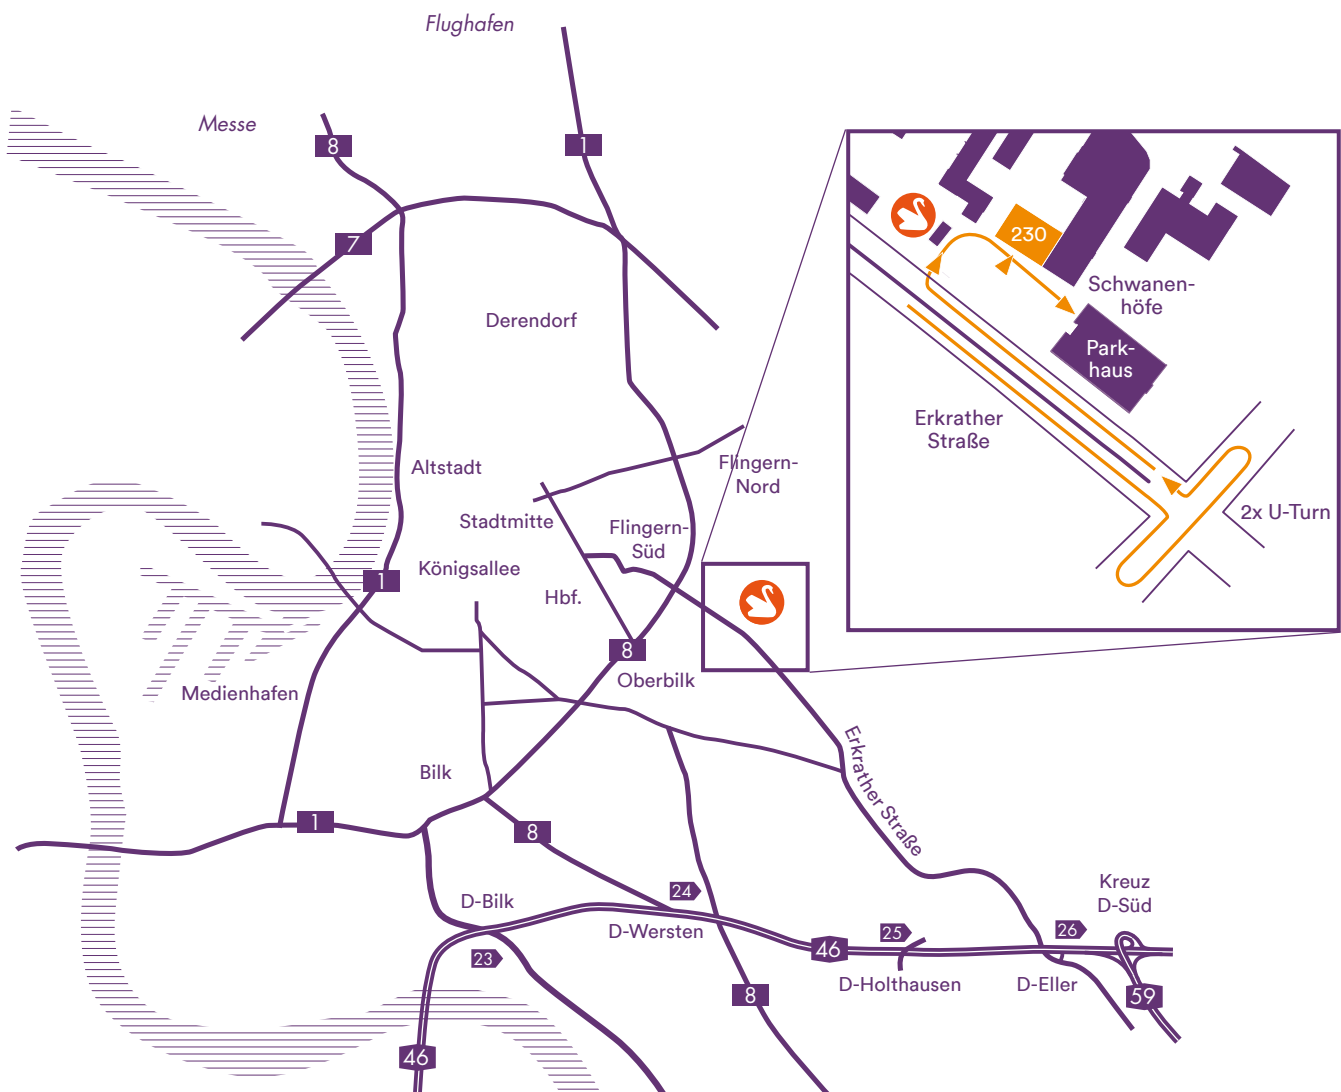 Flughafen
Messe
8
1
7
230
Schwanen-
höfe
Park-
haus
Derendorf
Erkrather
Straße
Altstadt
Flingern-
Nord
Stadtmitte
Flingern-
Süd
2x U-Turn
Königsallee
1
Hbf.
8
Oberbilk
Medienhafen
Erkrather Straße
Bilk
1
8
24
Kreuz
D-Süd
D-Bilk
D-Wersten
25
26
46
23
D-Holthausen
D-Eller
8
59
46